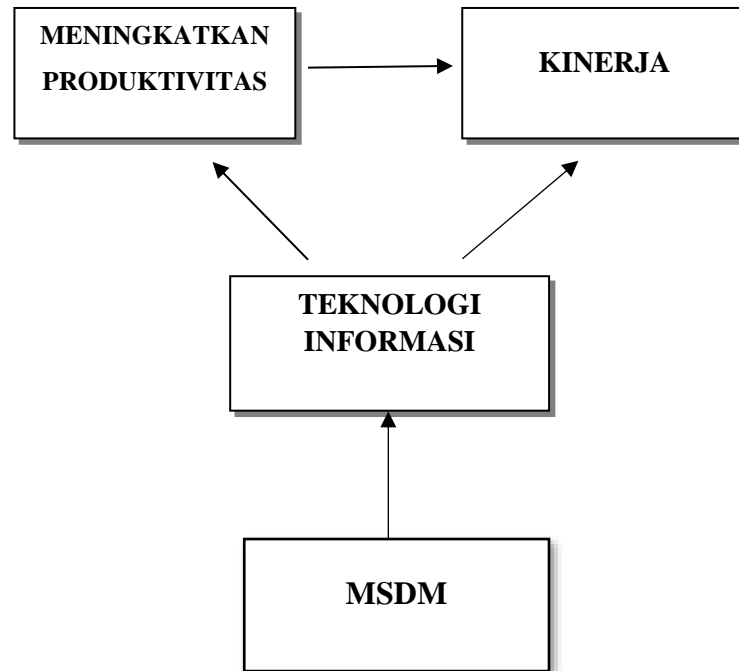 MENINGKATKAN
PRODUKTIVITAS
KINERJA
TEKNOLOGI
INFORMASI
MSDM